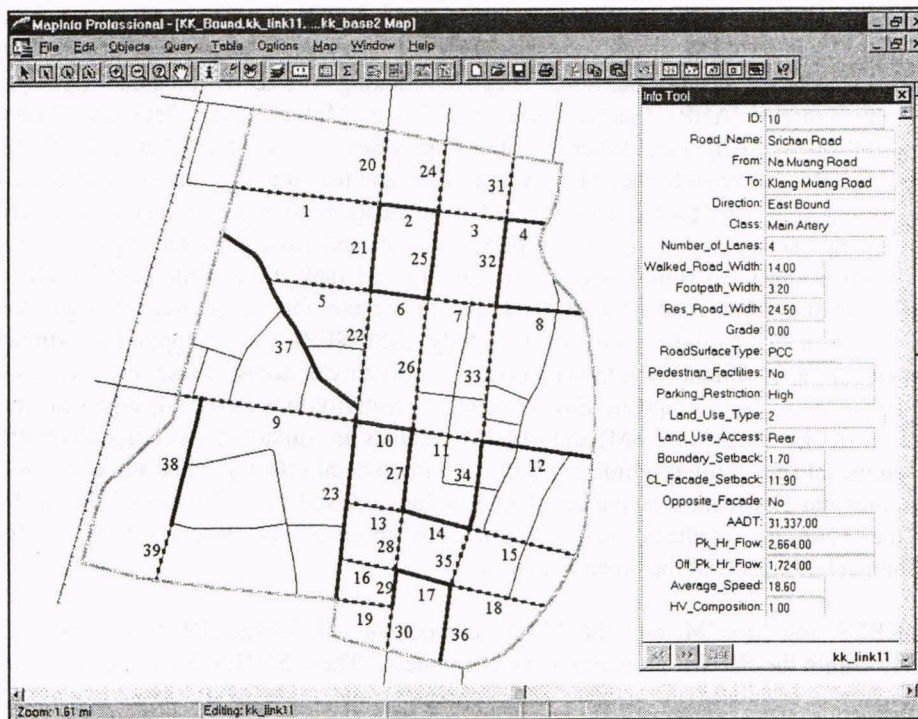 MapInfo Professional - [KK_Bound.kk_link11,...,kk_base2 Map]
File Edit Objects Query Table Options Map Window Help
Info Tool
ID: 10
Road_Name: Srichan Road
From: Na Muang Road
To: Klang Muang Road
Direction: East Bound
Class: Main Artery
Number_of_Lanes: 4
Walked_Road_Width: 14.00
Footpath_Width: 3.20
Res_Road_Width: 24.50
Grade: 0.00
RoadSurfaceType: PCC
Pedestrian_Facilities: No
Parking_Restrction: High
Land_Use_Type: 2
Land_Use_Access: Rear
Boundary_Setback: 1.70
CL_Facade_Setback: 11.90
Opposite_Facade: No
AADT: 31,337.00
Pk_Hr_Flow: 2,664.00
Off_Pk_Hr_Flow: 1,724.00
Average_Speed: 18.60
HV_Composition: 1.00
kk_link11
20
24
31
1
2
3
4
21
25
32
5
6
7
8
22
37
26
33
9
10
11
12
38
27
34
23
13
14
15
28
35
39
16
29
17
18
19
30
36
Zoom: 1.61 mi
Editing: kk_link11